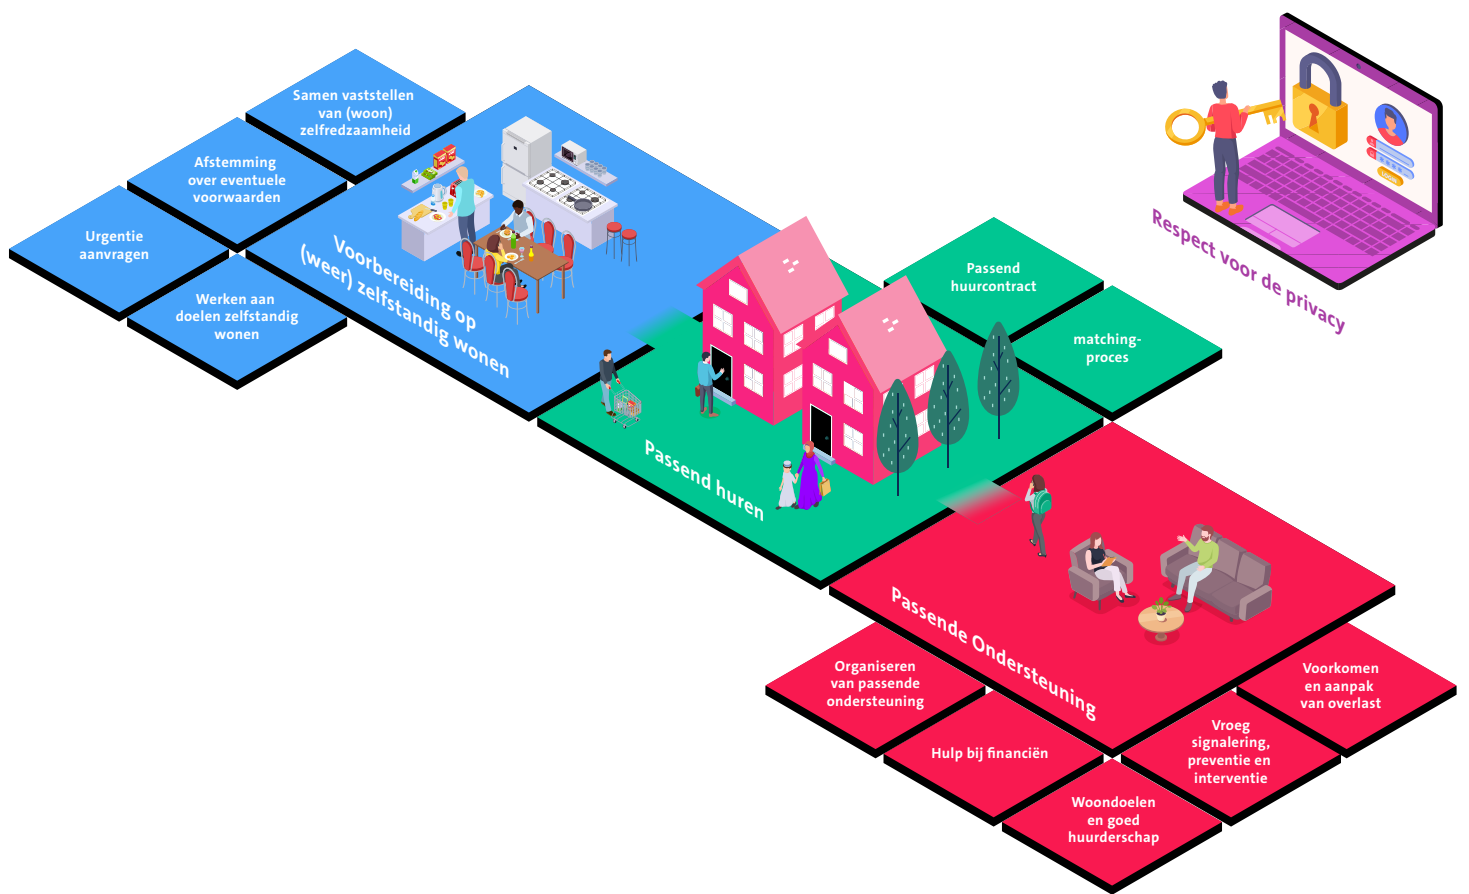 Samen vaststellen
van (woon)
zelfredzaamheid
Afstemming
over eventuele
voorwaarden
Urgentie
aanvragen
Werken aan
doelen zelfstandig
wonen
Voorbereiding op
(weer) zelfstandig wonen
Passend
huurcontract
matching-
proces
Passend huren
Respect voor de privacy
Passende Ondersteuning
Organiseren
van passende
ondersteuning
Hulp bij financiën
Woondoelen
en goed
huurderschap
Vroeg
signalering,
preventie en
interventie
Voorkomen
en aanpak
van overlast